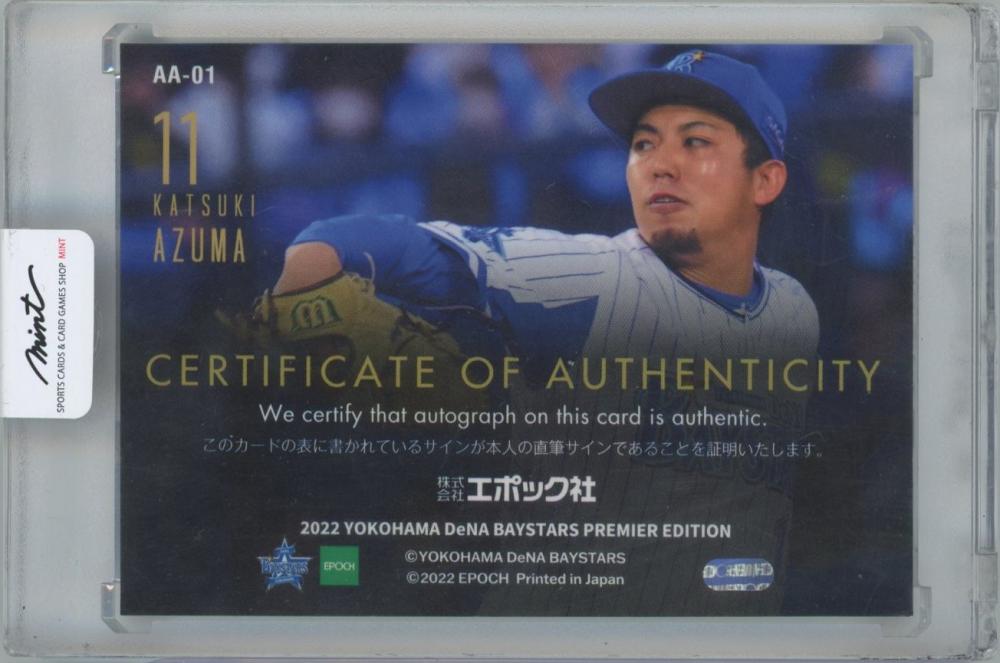 AA-01
11
KATSUKI
AZUMA
mint
SPORTS CARDS & CARD GAMES SHOP MINT
CERTIFICATE OF AUTHENTICITY
We certify that autograph on this card is authentic.
このカードの表に書かれているサインが本人の直筆サインであることを証明いたします。
株式会社エポック社
2022 YOKOHAMA DeNA BAYSTARS PREMIER EDITION
BAYSTARS
EPOCH
©YOKOHAMA DeNA BAYSTARS
©2022 EPOCH Printed in Japan